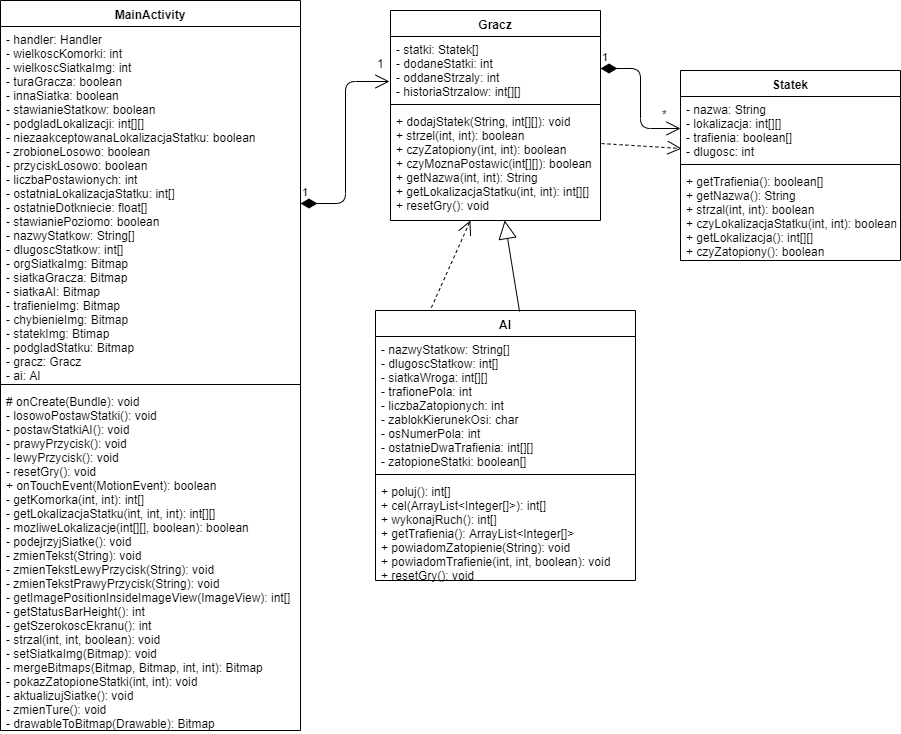 MainActivity
- handler: Handler
- wielkoscKomorki: int
- wielkoscSiatkaImg: int
- turaGracza: boolean
- innaSiatka: boolean
- stawianieStatkow: boolean
- podgladLokalizacji: int[][]
- niezaakceptowanaLokalizacjaStatku: boolean
- zrobioneLosowo: boolean
- przyciskLosowo: boolean
- liczbaPostawionych: int
- ostatniaLokalizacjaStatku: int[]
- ostatnieDotkniecie: float[]
- stawianiePoziomo: boolean
- nazwyStatkow: String[]
- dlugoscStatkow: int[]
- orgSiatkaImg: Bitmap
- siatkaGracza: Bitmap
- siatkaAI: Bitmap
- trafienieImg: Bitmap
- chybienieImg: Bitmap
- statekImg: Btimap
- podgladStatku: Bitmap
- gracz: Gracz
- ai: AI
# onCreate(Bundle): void
- losowoPostawStatki(): void
- postawStatkiAI(): void
- prawyPrzycisk(): void
- lewyPrzycisk(): void
- resetGry(): void
+ onTouchEvent(MotionEvent): boolean
- getKomorka(int, int): int[]
- getLokalizacjaStatku(int, int, int): int[][]
- mozliweLokalizacje(int[][], boolean): boolean
- podejrzyjSiatke(): void
- zmienTekst(String): void
- zmienTekstLewyPrzycisk(String): void
- zmienTekstPrawyPrzycisk(String): void
- getImagePositionInsideImageView(ImageView): int[]
- getStatusBarHeight(): int
- getSzerokoscEkranu(): int
- strzal(int, int, boolean): void
- setSiatkaImg(Bitmap): void
- mergeBitmaps(Bitmap, Bitmap, int, int): Bitmap
- pokazZatopioneStatki(int, int): void
- aktualizujSiatke(): void
- zmienTure(): void
- drawableToBitmap(Drawable): Bitmap
1
1
Gracz
- statki: Statek[]
- dodaneStatki: int
- oddaneStrzaly: int
- historiaStrzalow: int[][]
+ dodajStatek(String, int[][]): void
+ strzel(int, int): boolean
+ czyZatopiony(int, int): boolean
+ czyMoznaPostawic(int[][]): boolean
+ getNazwa(int, int): String
+ getLokalizacjaStatku(int, int): int[][]
+ resetGry(): void
1
*
Statek
- nazwa: String
- lokalizacja: int[][]
- trafienia: boolean[]
- dlugosc: int
+ getTrafienia(): boolean[]
+ getNazwa(): String
+ strzal(int, int): boolean
+ czyLokalizacjaStatku(int, int): boolean
+ getLokalizacja(): int[][]
+ czyZatopiony(): boolean
AI
- nazwyStatkow: String[]
- dlugoscStatkow: int[]
- siatkaWroga: int[][]
- trafionePola: int
- liczbaZatopionych: int
- zablokKierunekOsi: char
- osNumerPola: int
- ostatnieDwaTrafienia: int[][]
- zatopioneStatki: boolean[]
+ poluj(): int[]
+ cel(ArrayList<Integer[]>): int[]
+ wykonajRuch(): int[]
+ getTrafienia(): ArrayList<Integer[]>
+ powiadomZatopienie(String): void
+ powiadomTrafienie(int, int, boolean): void
+ resetGry(): void